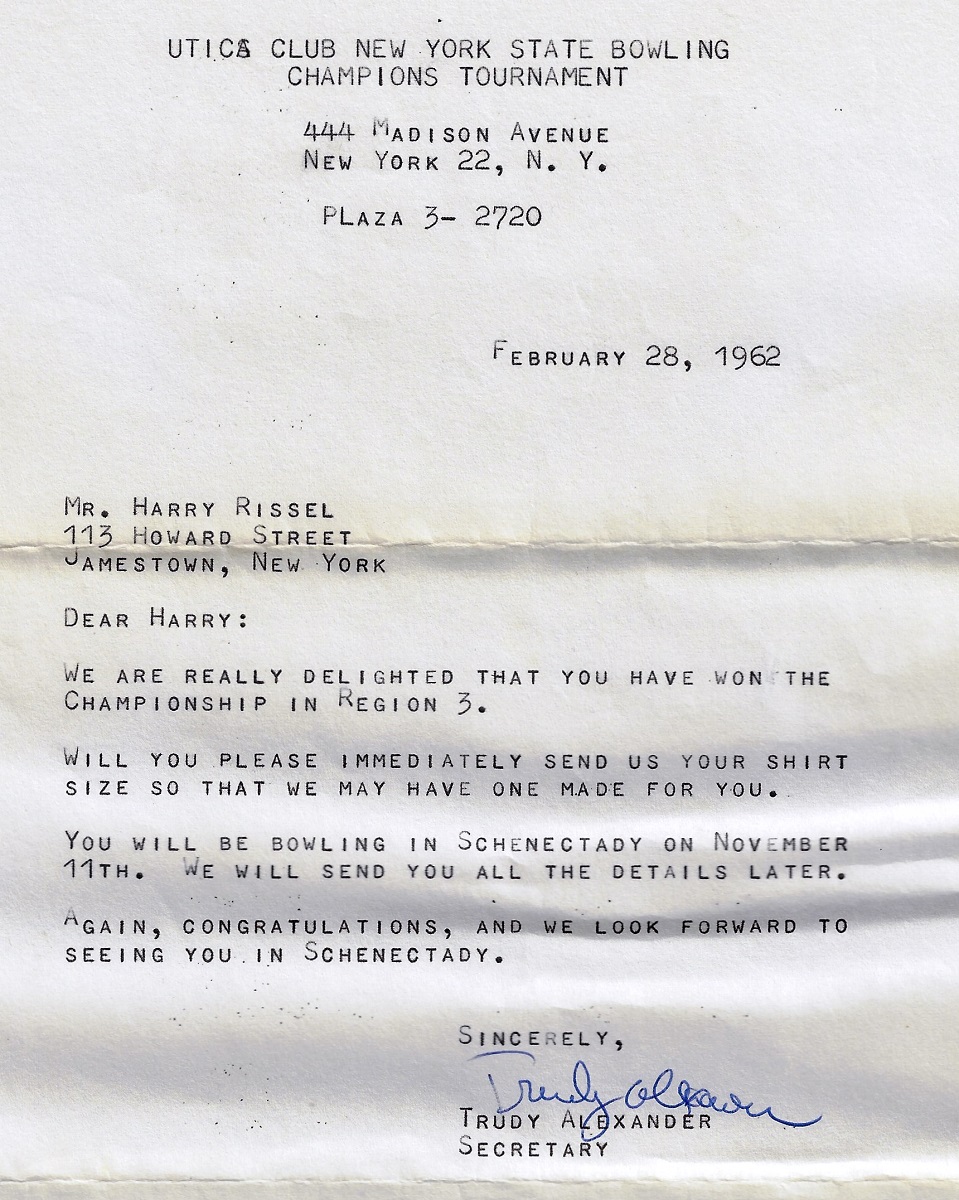 UTICA CLUB NEW YORK STATE BOWLING
CHAMPIONS TOURNAMENT
444 MADISON AVENUE
NEW YORK 22, N. Y.
PLAZA 3- 2720
FEBRUARY 28, 1962
MR. HARRY RISSEL
113 HOWARD STREET
JAMESTOWN, NEW YORK
DEAR HARRY:
WE ARE REALLY DELIGHTED THAT YOU HAVE WON THE
CHAMPIONSHIP IN REGION 3.
WILL YOU PLEASE IMMEDIATELY SEND US YOUR SHIRT
SIZE SO THAT WE MAY HAVE ONE MADE FOR YOU.
YOU WILL BE BOWLING IN SCHENECTADY ON NOVEMBER
11TH. WE WILL SEND YOU ALL THE DETAILS LATER.
AGAIN, CONGRATULATIONS, AND WE LOOK FORWARD TO
SEEING YOU IN SCHENECTADY.
SINCERELY,
Trudy Alexander
TRUDY ALEXANDER
SECRETARY